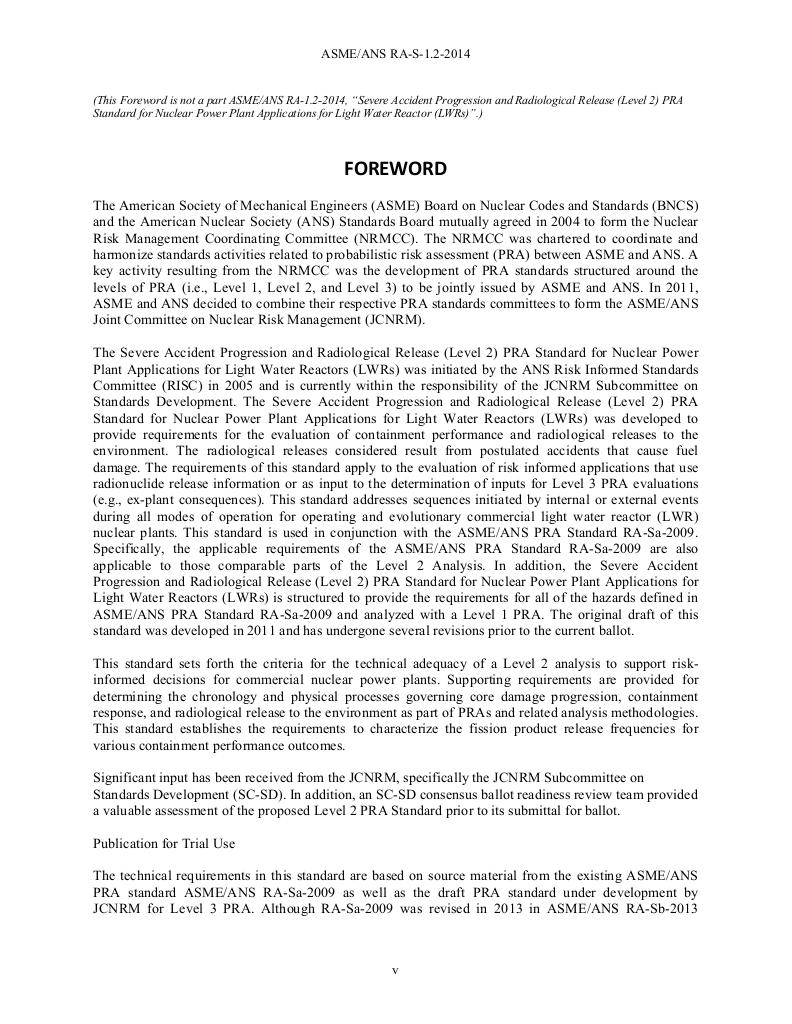 ASME/ANS RA-S-1.2-2014
(This Foreword is not a part ASME/ANS RA-1.2-2014, “Severe Accident Progression and Radiological Release (Level 2) PRA
Standard for Nuclear Power Plant Applications for Light Water Reactor (LWRs)”.)
FOREWORD
The American Society of Mechanical Engineers (ASME) Board on Nuclear Codes and Standards (BNCS)
and the American Nuclear Society (ANS) Standards Board mutually agreed in 2004 to form the Nuclear
Risk Management Coordinating Committee (NRMCC). The NRMCC was chartered to coordinate and
harmonize standards activities related to probabilistic risk assessment (PRA) between ASME and ANS. A
key activity resulting from the NRMCC was the development of PRA standards structured around the
levels of PRA (i.e., Level 1, Level 2, and Level 3) to be jointly issued by ASME and ANS. In 2011,
ASME and ANS decided to combine their respective PRA standards committees to form the ASME/ANS
Joint Committee on Nuclear Risk Management (JCNRM).
The Severe Accident Progression and Radiological Release (Level 2) PRA Standard for Nuclear Power
Plant Applications for Light Water Reactors (LWRs) was initiated by the ANS Risk Informed Standards
Committee (RISC) in 2005 and is currently within the responsibility of the JCNRM Subcommittee on
Standards Development. The Severe Accident Progression and Radiological Release (Level 2) PRA
Standard for Nuclear Power Plant Applications for Light Water Reactors (LWRs) was developed to
provide requirements for the evaluation of containment performance and radiological releases to the
environment. The radiological releases considered result from postulated accidents that cause fuel
damage. The requirements of this standard apply to the evaluation of risk informed applications that use
radionuclide release information or as input to the determination of inputs for Level 3 PRA evaluations
(e.g., ex-plant consequences). This standard addresses sequences initiated by internal or external events
during all modes of operation for operating and evolutionary commercial light water reactor (LWR)
nuclear plants. This standard is used in conjunction with the ASME/ANS PRA Standard RA-Sa-2009.
Specifically, the applicable requirements of the ASME/ANS PRA Standard RA-Sa-2009 are also
applicable to those comparable parts of the Level 2 Analysis. In addition, the Severe Accident
Progression and Radiological Release (Level 2) PRA Standard for Nuclear Power Plant Applications for
Light Water Reactors (LWRs) is structured to provide the requirements for all of the hazards defined in
ASME/ANS PRA Standard RA-Sa-2009 and analyzed with a Level 1 PRA. The original draft of this
standard was developed in 2011 and has undergone several revisions prior to the current ballot.
This standard sets forth the criteria for the technical adequacy of a Level 2 analysis to support risk-
informed decisions for commercial nuclear power plants. Supporting requirements are provided for
determining the chronology and physical processes governing core damage progression, containment
response, and radiological release to the environment as part of PRAs and related analysis methodologies.
This standard establishes the requirements to characterize the fission product release frequencies for
various containment performance outcomes.
Significant input has been received from the JCNRM, specifically the JCNRM Subcommittee on
Standards Development (SC-SD). In addition, an SC-SD consensus ballot readiness review team provided
a valuable assessment of the proposed Level 2 PRA Standard prior to its submittal for ballot.
Publication for Trial Use
The technical requirements in this standard are based on source material from the existing ASME/ANS
PRA standard ASME/ANS RA-Sa-2009 as well as the draft PRA standard under development by
JCNRM for Level 3 PRA. Although RA-Sa-2009 was revised in 2013 in ASME/ANS RA-Sb-2013
v